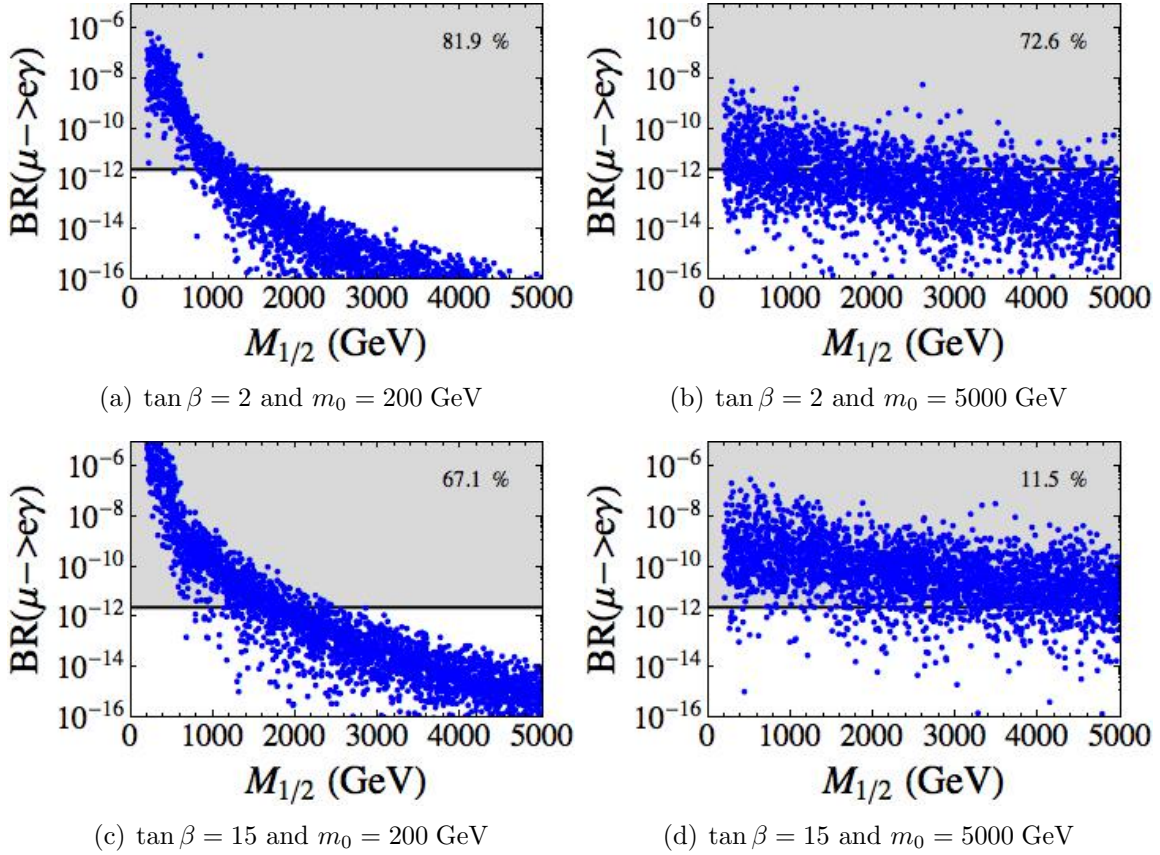 BR(μ−>eγ)
10⁻⁶
10⁻⁸
10⁻¹⁰
10⁻¹²
10⁻¹⁴
10⁻¹⁶
81.9 %
0 1000 2000 3000 4000 5000
M₁/₂ (GeV)
(a) tan β = 2 and m₀ = 200 GeV
BR(μ−>eγ)
10⁻⁶
10⁻⁸
10⁻¹⁰
10⁻¹²
10⁻¹⁴
10⁻¹⁶
72.6 %
0 1000 2000 3000 4000 5000
M₁/₂ (GeV)
(b) tan β = 2 and m₀ = 5000 GeV
BR(μ−>eγ)
10⁻⁶
10⁻⁸
10⁻¹⁰
10⁻¹²
10⁻¹⁴
10⁻¹⁶
67.1 %
0 1000 2000 3000 4000 5000
M₁/₂ (GeV)
(c) tan β = 15 and m₀ = 200 GeV
BR(μ−>eγ)
10⁻⁶
10⁻⁸
10⁻¹⁰
10⁻¹²
10⁻¹⁴
10⁻¹⁶
11.5 %
0 1000 2000 3000 4000 5000
M₁/₂ (GeV)
(d) tan β = 15 and m₀ = 5000 GeV